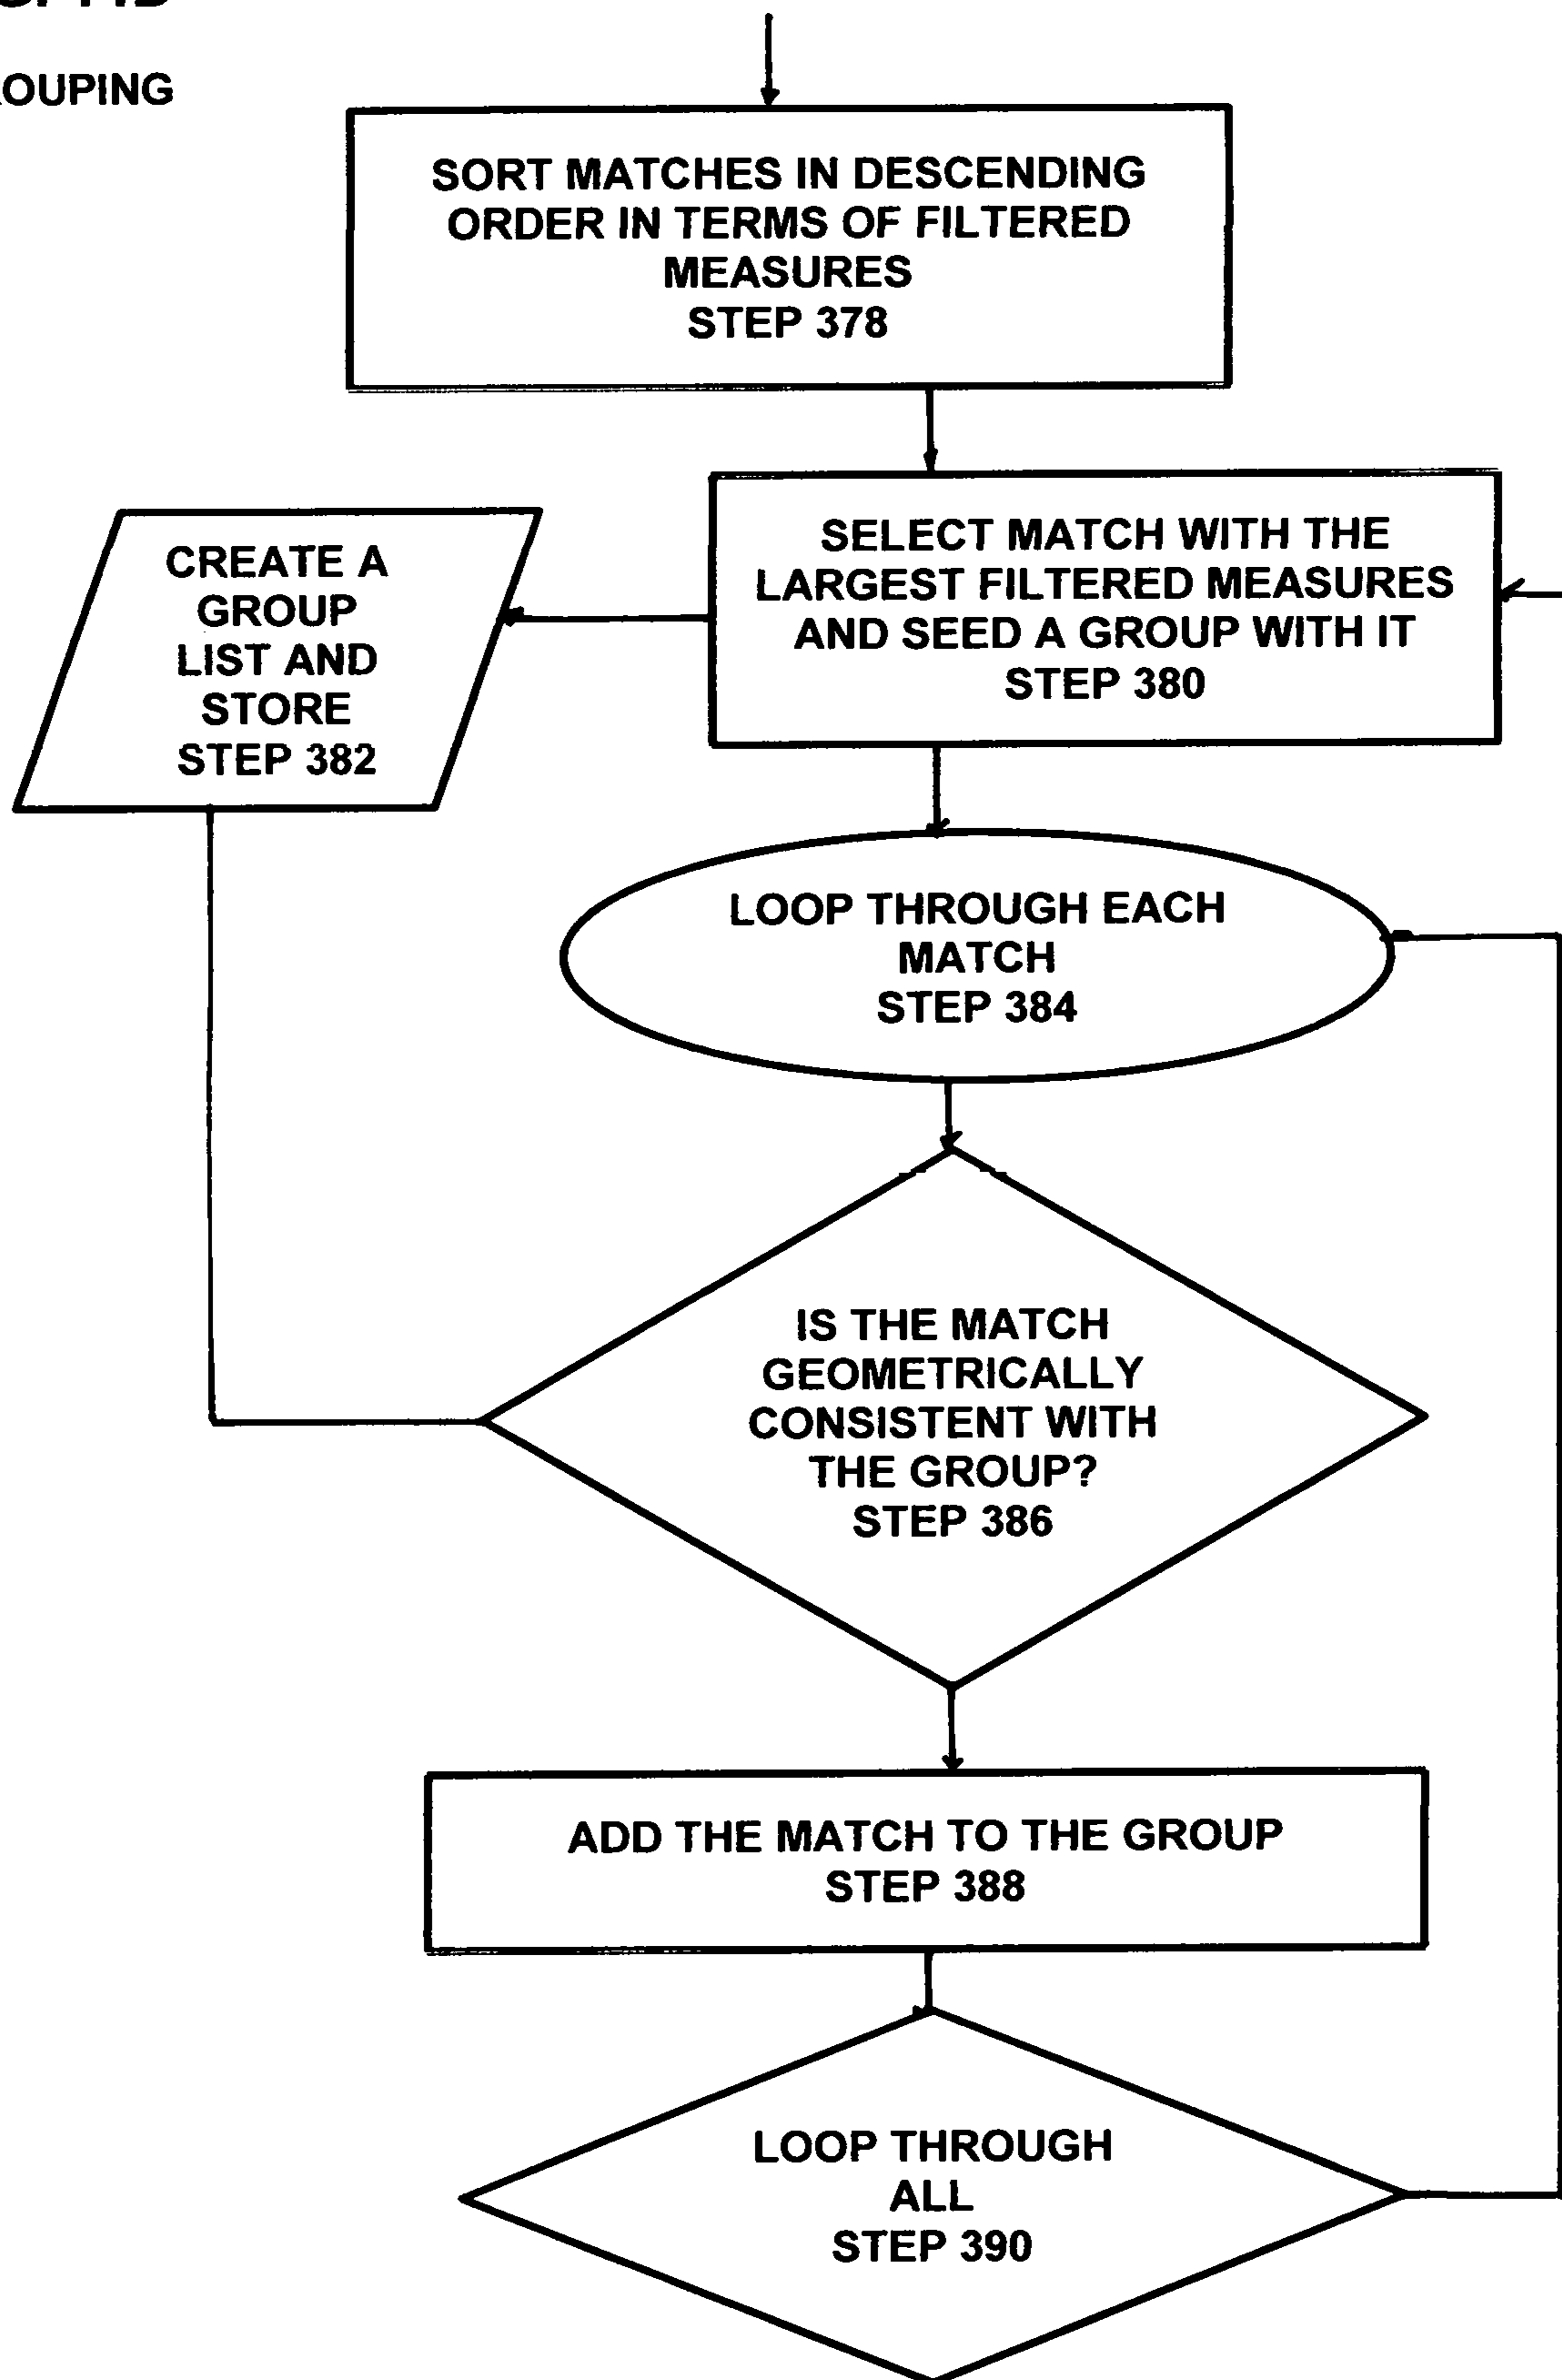 OUPING
SORT MATCHES IN DESCENDING
ORDER IN TERMS OF FILTERED
MEASURES
STEP 378
SELECT MATCH WITH THE
LARGEST FILTERED MEASURES
AND SEED A GROUP WITH IT
STEP 380
CREATE A
GROUP
LIST AND
STORE
STEP 382
LOOP THROUGH EACH
MATCH
STEP 384
IS THE MATCH
GEOMETRICALLY
CONSISTENT WITH
THE GROUP?
STEP 386
ADD THE MATCH TO THE GROUP
STEP 388
LOOP THROUGH
ALL
STEP 390